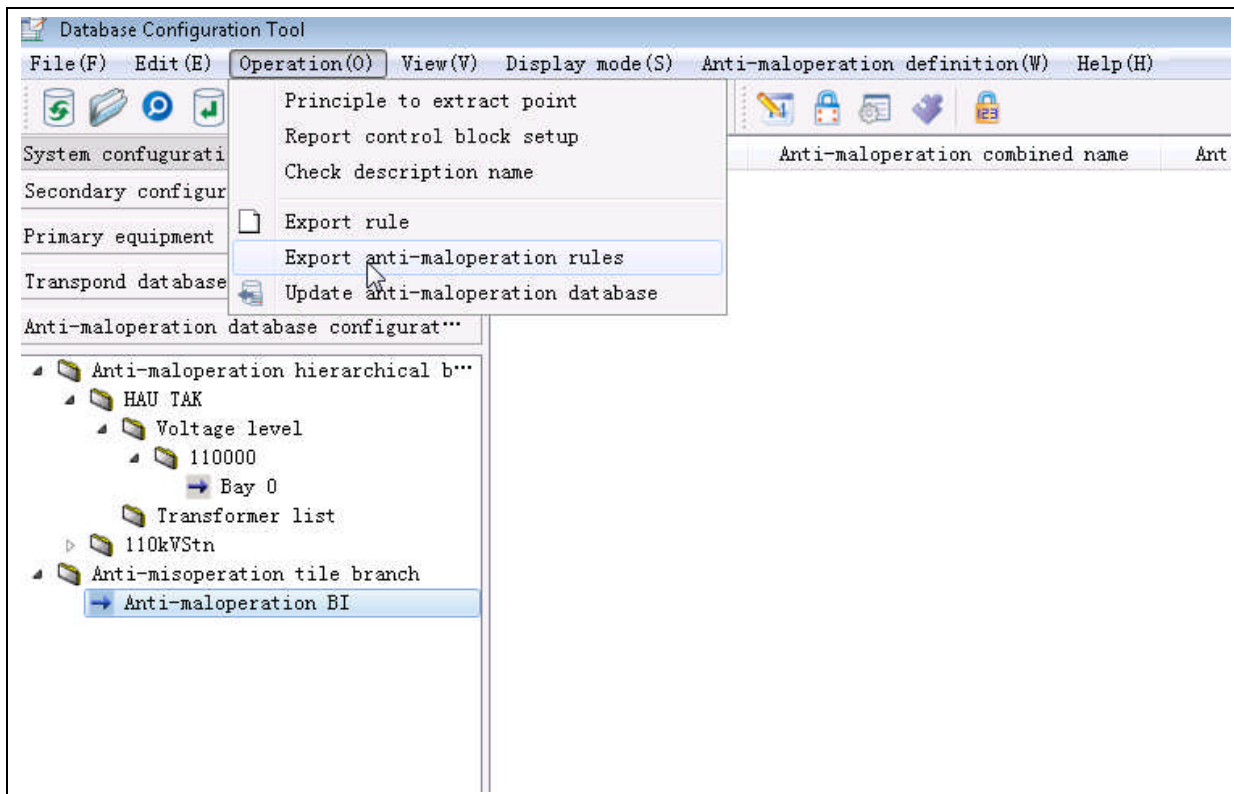 Database Configuration Tool
File(F) Edit(E) Operation(O) View(V) Display mode(S) Anti-maloperation definition(W) Help(H)
Principle to extract point
Report control block setup
Check description name
Export rule
Export anti-maloperation rules
Update anti-maloperation database
123
System confugurati
Secondary configur
Primary equipment
Transpond database
Anti-maloperation database configurat…
Anti-maloperation combined name Ant
Anti-maloperation hierarchical b…
HAU TAK
Voltage level
110000
Bay 0
Transformer list
110kVStn
Anti-misoperation tile branch
Anti-maloperation BI